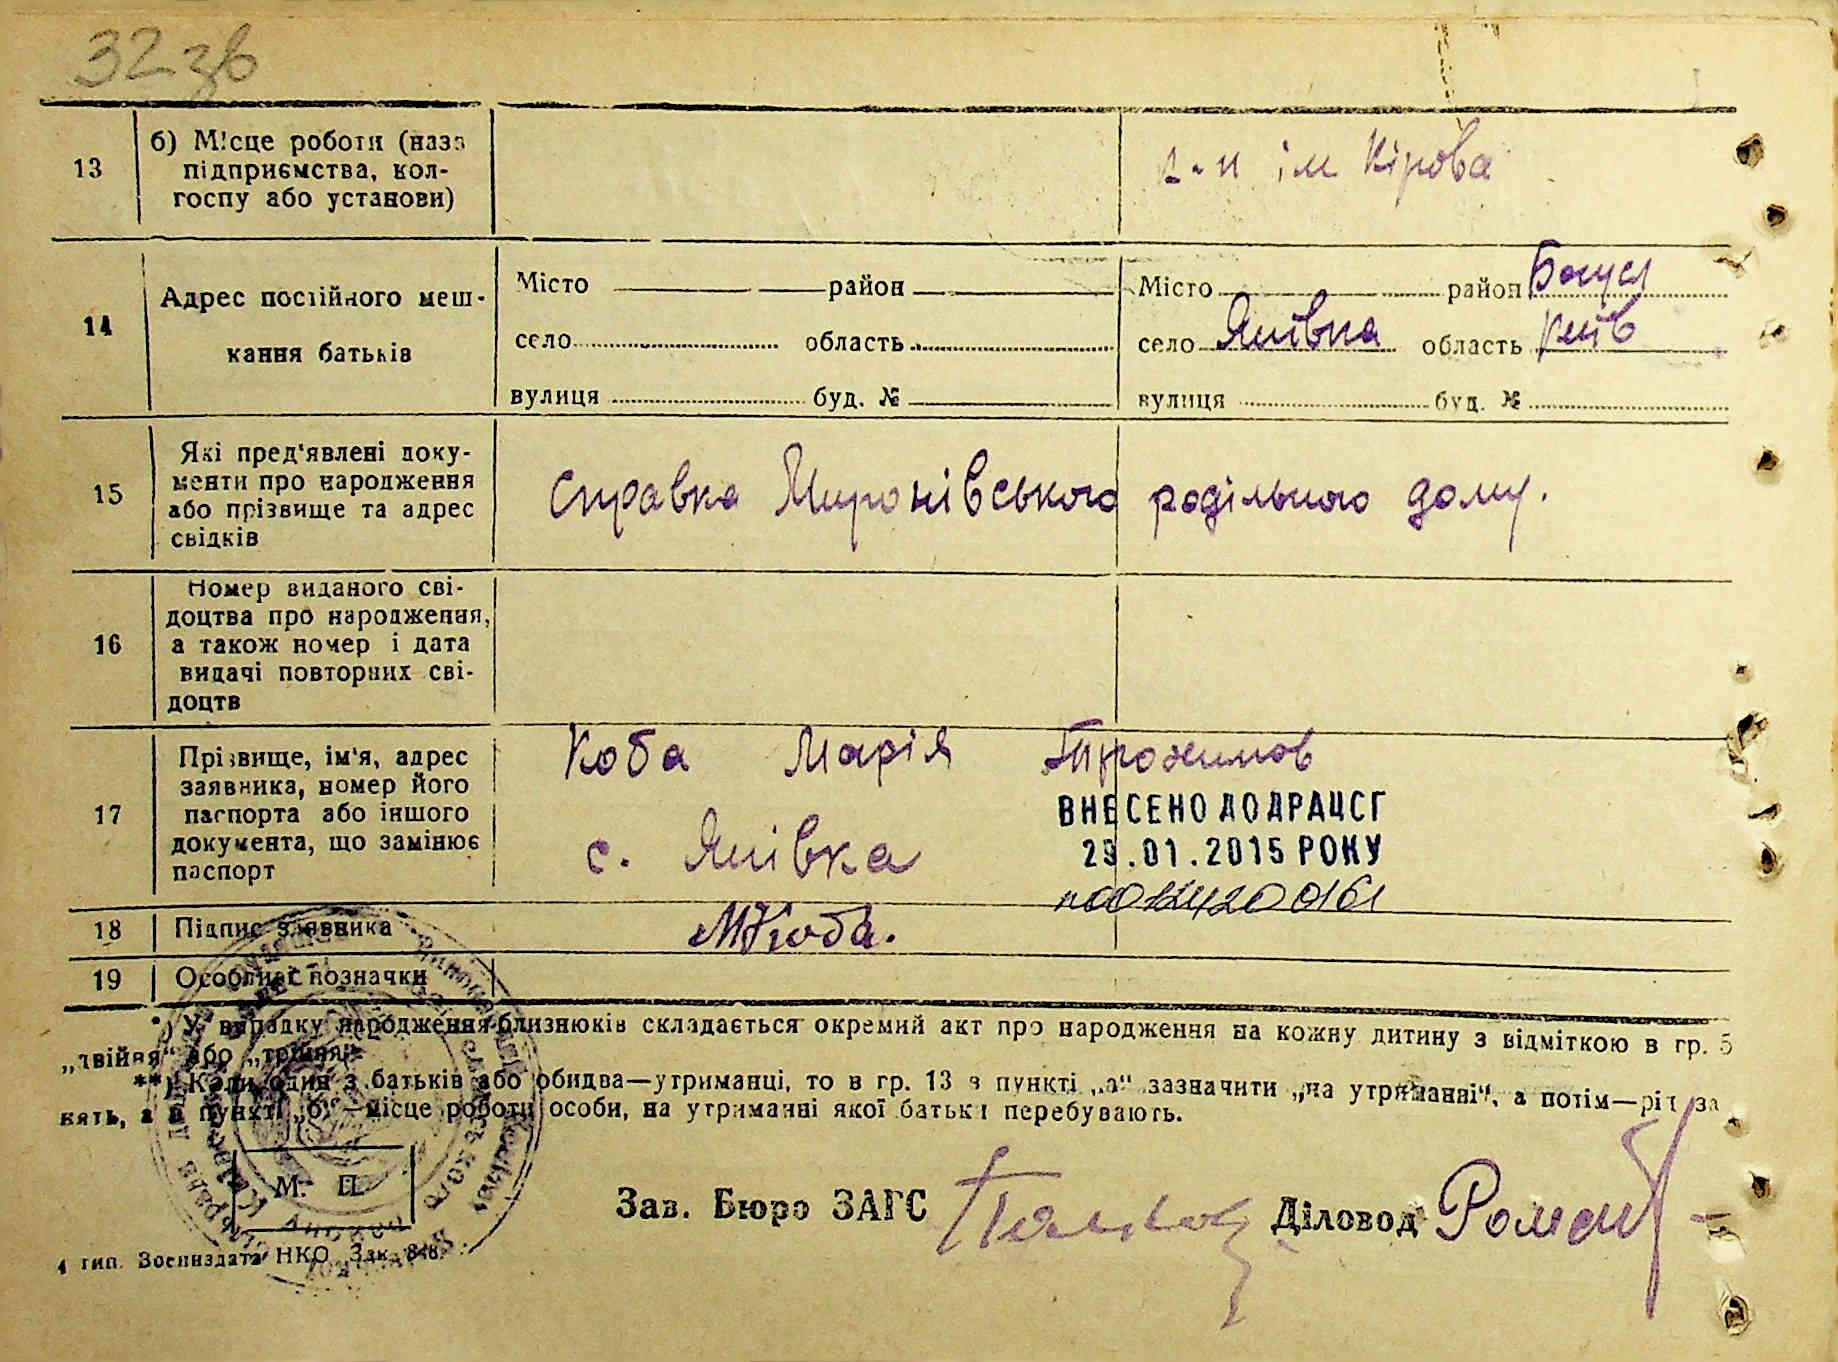 32 зв
13
б) Місце роботи (назв
підприємства, кол-
госпу або установи)
к-п ім Кірова
14
Адрес постійного меш-
кання батьків
Місто район
село область
вулиця буд. №
Місто район Богусл
село Яхівка область Київ
вулиця буд. №
15
Які пред'явлені доку-
менти про народження
або прізвище та адрес
свідків
Справка Миронівського родільного дому.
16
Номер виданого сві-
доцтва про народження,
а також номер і дата
видачі повторних сві-
доцтв
17
Прізвище, ім'я, адрес
заявника, номер його
паспорта або іншого
документа, що замінює
паспорт
Коба Марія Трохимов
с. Яхівка
ВНЕСЕНО ДО ДРАЦСГ
29.01.2015 РОКУ
18
Підпис заявника
МКоба.
19
Особливі позначки
*) У випадку народження близнюків складається окремий акт про народження на кожну дитину з відміткою в гр. 5
„двійня“ або „трійня“.
**) Коли один з батьків або обидва—утриманці, то в гр. 13 в пункті „а“ зазначити „на утриманні“, а потім—рід за
нять, а в пункті „б“—місце роботи особи, на утриманні якої батьки перебувають.
М. П.
Зав. Бюро ЗАГС
Діловод Роман
4 тип. Воениздата НКО Зак. 848.